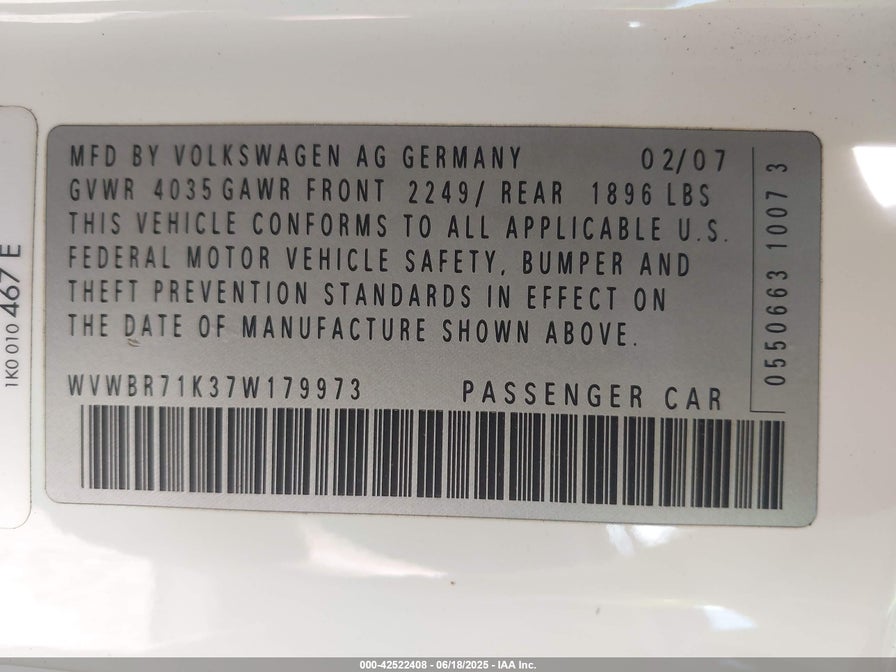 MFD BY VOLKSWAGEN AG GERMANY 02/07
GVWR 4035 GAWR FRONT 2249/ REAR 1896 LBS
THIS VEHICLE CONFORMS TO ALL APPLICABLE U.S.
FEDERAL MOTOR VEHICLE SAFETY, BUMPER AND
THEFT PREVENTION STANDARDS IN EFFECT ON
THE DATE OF MANUFACTURE SHOWN ABOVE.
WVWBR71K37W179973 PASSENGER CAR
0550663 1007 3
1K0 010 467 E
000-42522408 - 06/18/2025 - IAA Inc.